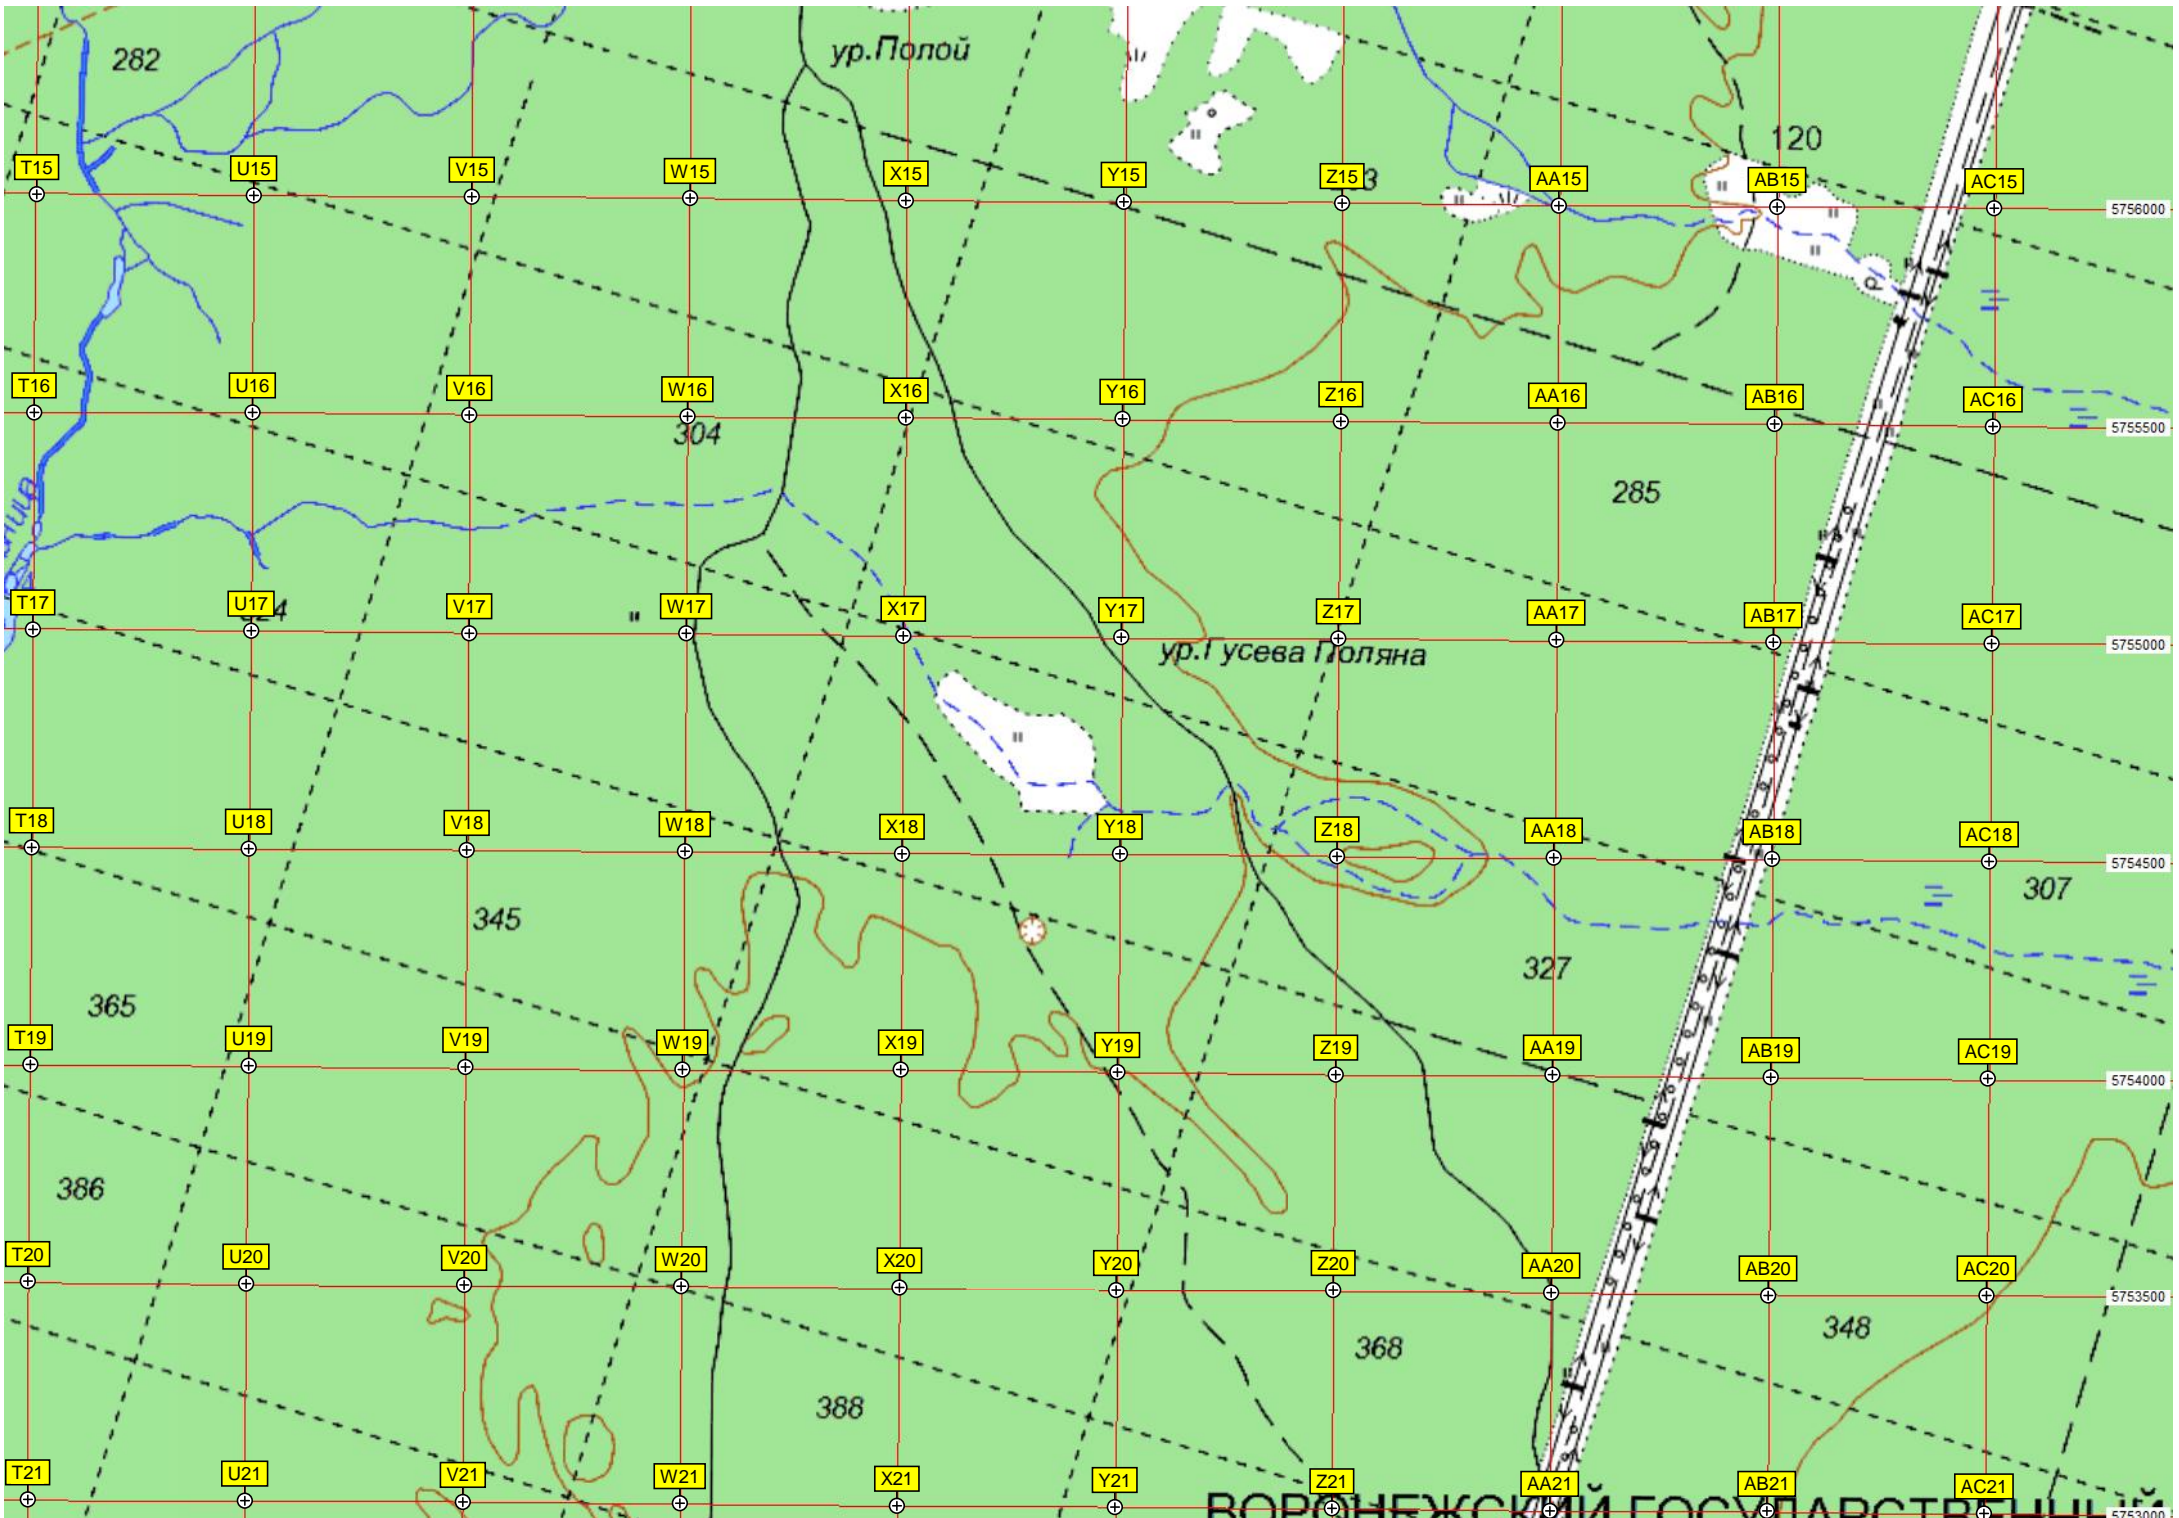 282
ур.Полой
120
T15 U15 V15 W15 X15 Y15 Z15 AA15 AB15 AC15
5756000
T16 U16 V16 W16 X16 Y16 Z16 AA16 AB16 AC16
5755500
304
285
T17 U17 V17 W17 X17 Y17 Z17 AA17 AB17 AC17
5755000
ур.Гусева Поляна
T18 U18 V18 W18 X18 Y18 Z18 AA18 AB18 AC18
5754500
307
345
327
365
T19 U19 V19 W19 X19 Y19 Z19 AA19 AB19 AC19
5754000
386
T20 U20 V20 W20 X20 Y20 Z20 AA20 AB20 AC20
5753500
348
368
388
T21 U21 V21 W21 X21 Y21 Z21 AA21 AB21 AC21
ВОРОНЕЖСКИЙ ГОСУДАРСТВЕННЫЙ
5753000